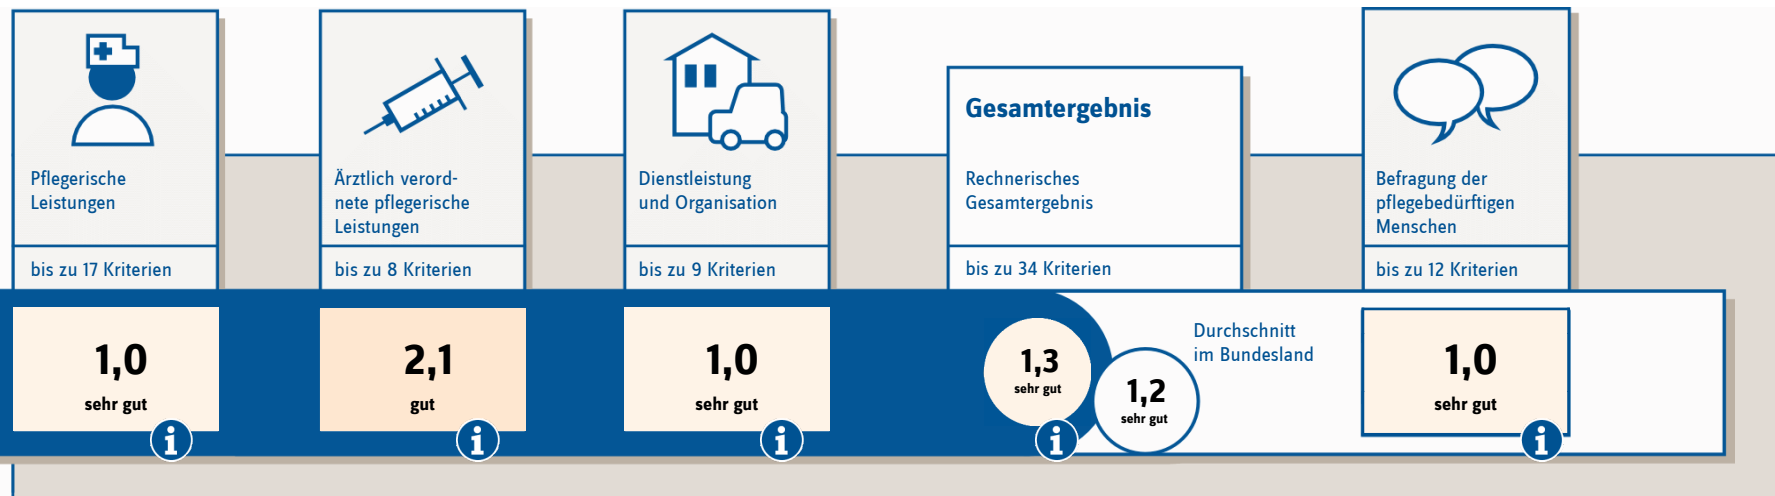 Pflegerische
Leistungen
bis zu 17 Kriterien
1,0
sehr gut
i
Ärztlich verord-
nete pflegerische
Leistungen
bis zu 8 Kriterien
2,1
gut
i
Dienstleistung
und Organisation
bis zu 9 Kriterien
1,0
sehr gut
i
Gesamtergebnis
Rechnerisches
Gesamtergebnis
bis zu 34 Kriterien
1,3
sehr gut
i
1,2
sehr gut
Durchschnitt
im Bundesland
Befragung der
pflegebedürftigen
Menschen
bis zu 12 Kriterien
1,0
sehr gut
i